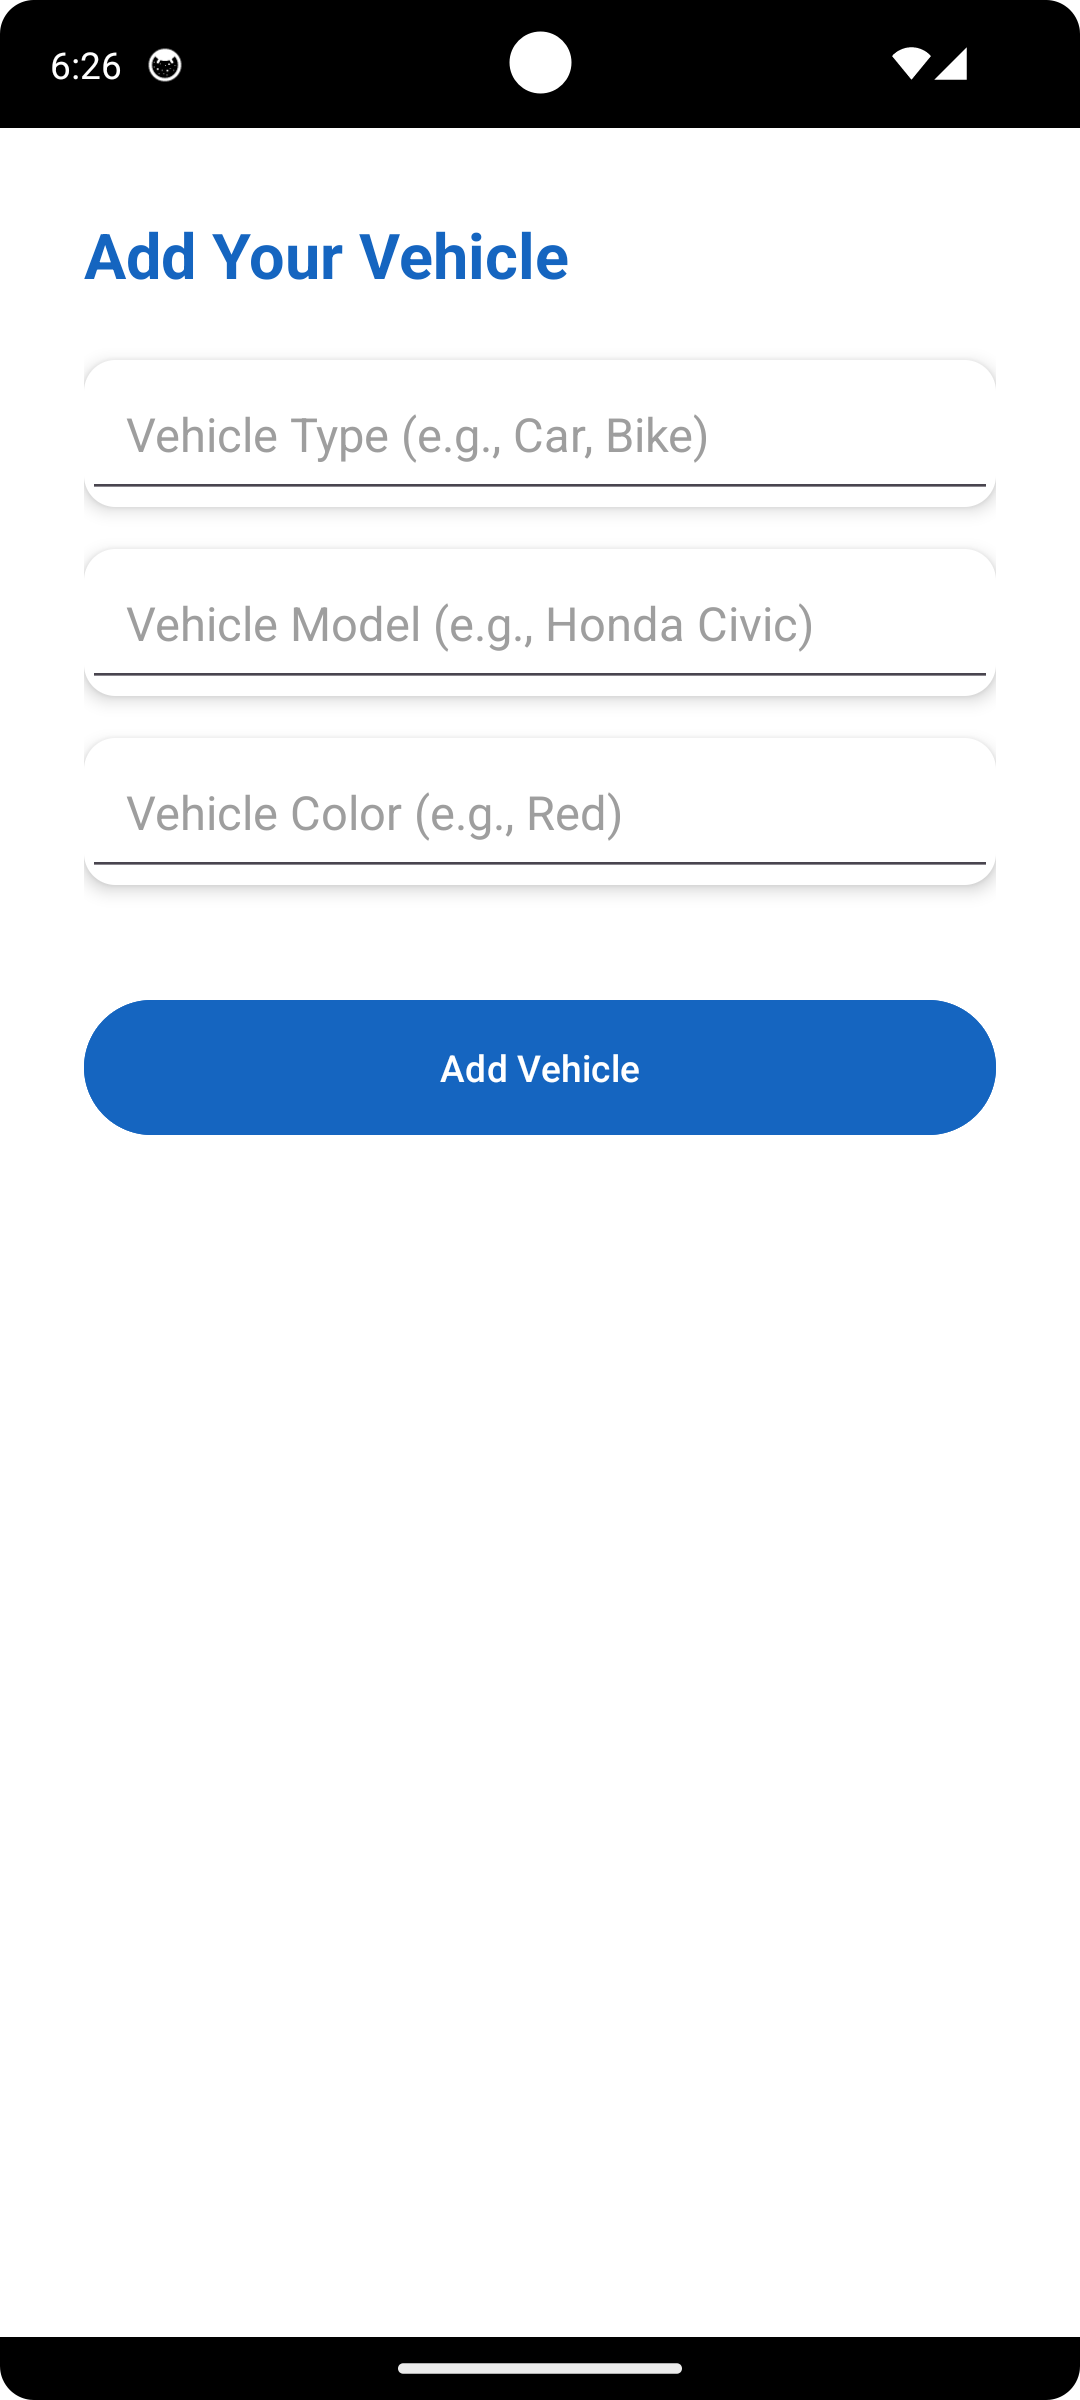 6:26
Add Your Vehicle
Vehicle Type (e.g., Car, Bike)
Vehicle Model (e.g., Honda Civic)
Vehicle Color (e.g., Red)
Add Vehicle